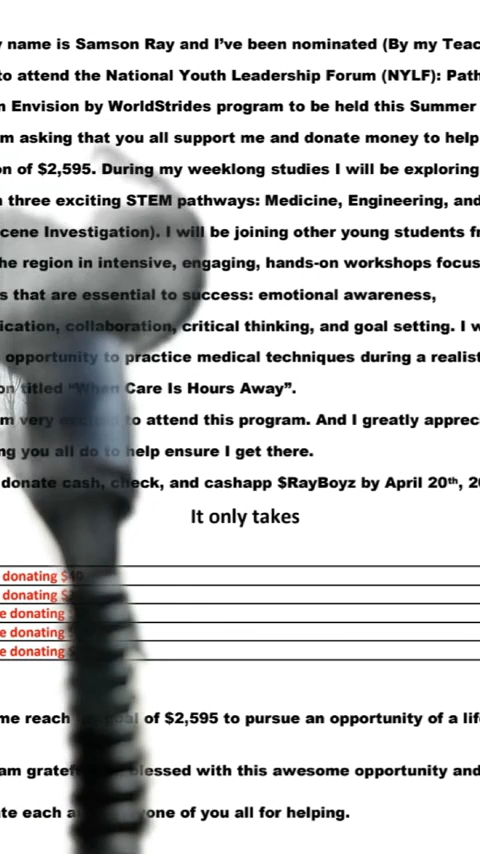 name is Samson Ray and I've been nominated (By my Teac
to attend the National Youth Leadership Forum (NYLF): Path
Envision by WorldStrides program to be held this Summer
m asking that you all support me and donate money to help
on of $2,595. During my weeklong studies I will be exploring
three exciting STEM pathways: Medicine, Engineering, and
cene Investigation). I will be joining other young students fr
he region in intensive, engaging, hands-on workshops focus
s that are essential to success: emotional awareness,
ication, collaboration, critical thinking, and goal setting. I w
opportunity to practice medical techniques during a realist
on titled “When Care Is Hours Away”.
m very excited to attend this program. And I greatly apprec
ng you all do to help ensure I get there.
donate cash, check, and cashapp $RayBoyz by April 20th, 20
It only takes
donating $
donating $
e donating
e donating
e donating
me reach goal of $2,595 to pursue an opportunity of a life
am grateful blessed with this awesome opportunity and
te each one of you all for helping.